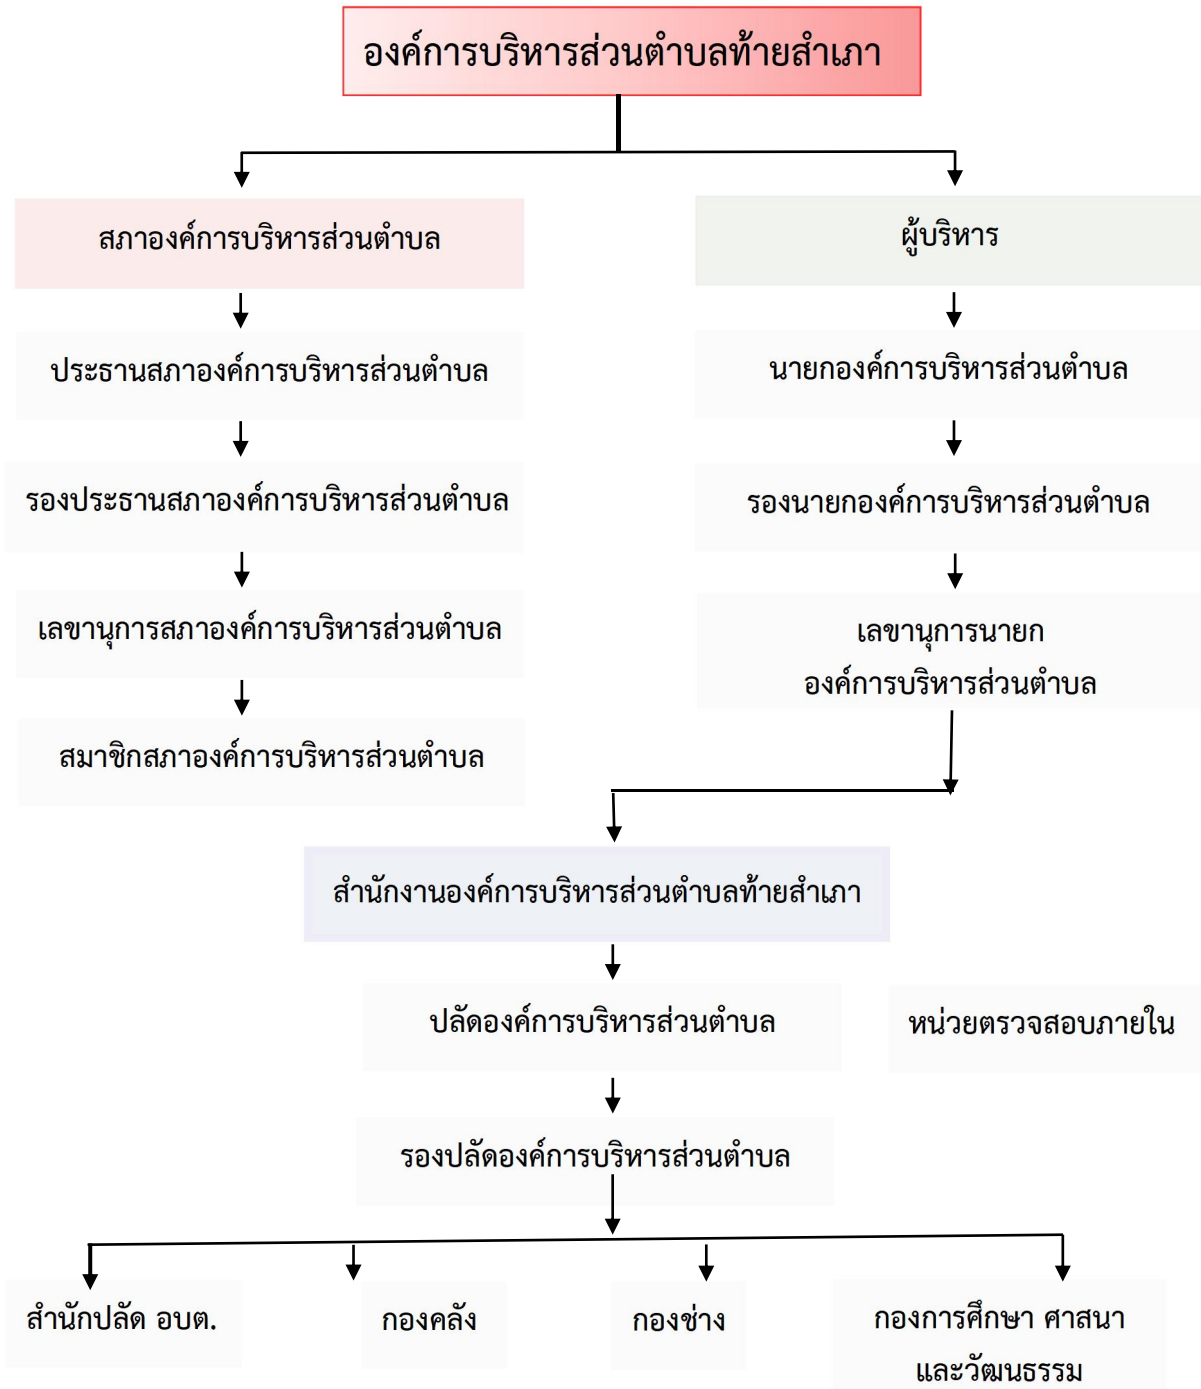 องค์การบริหารส่วนตำบลท้ายสำเภา
สภาองค์การบริหารส่วนตำบล
ผู้บริหาร
ประธานสภาองค์การบริหารส่วนตำบล
นายกองค์การบริหารส่วนตำบล
รองประธานสภาองค์การบริหารส่วนตำบล
รองนายกองค์การบริหารส่วนตำบล
เลขานุการสภาองค์การบริหารส่วนตำบล
เลขานุการนายก
องค์การบริหารส่วนตำบล
สมาชิกสภาองค์การบริหารส่วนตำบล
สำนักงานองค์การบริหารส่วนตำบลท้ายสำเภา
ปลัดองค์การบริหารส่วนตำบล
หน่วยตรวจสอบภายใน
รองปลัดองค์การบริหารส่วนตำบล
สำนักปลัด อบต.
กองคลัง
กองช่าง
กองการศึกษา ศาสนา
และวัฒนธรรม